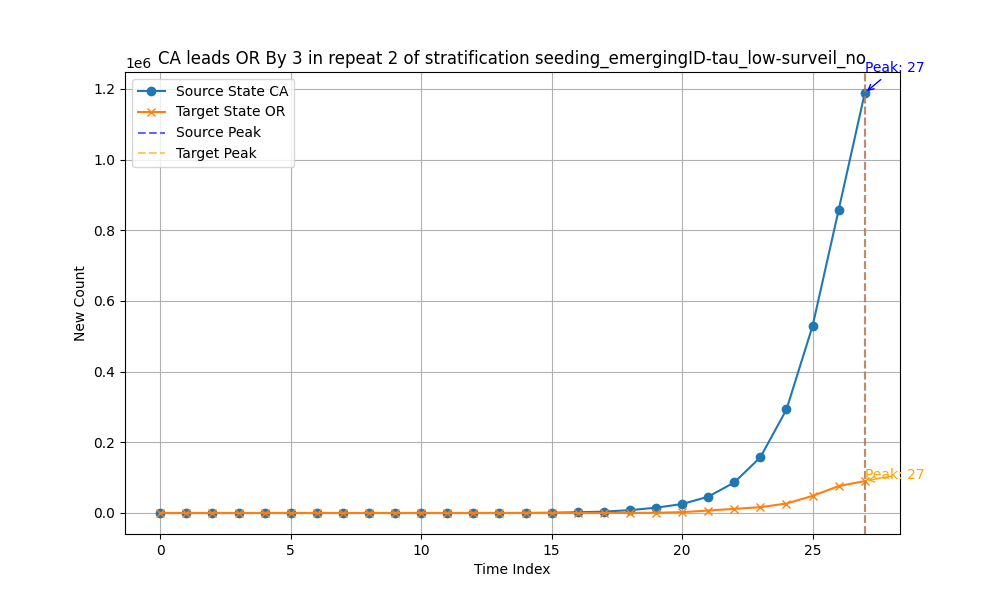 CA leads OR By 3 in repeat 2 of stratification seeding_emergingID-tau_low-surveil_no
1e6
Peak: 27
Source State CA
Target State OR
Source Peak
Target Peak
1.2
1.0
0.8
0.6
0.4
0.2
0.0
New Count
Peak: 27
0 5 10 15 20 25
Time Index